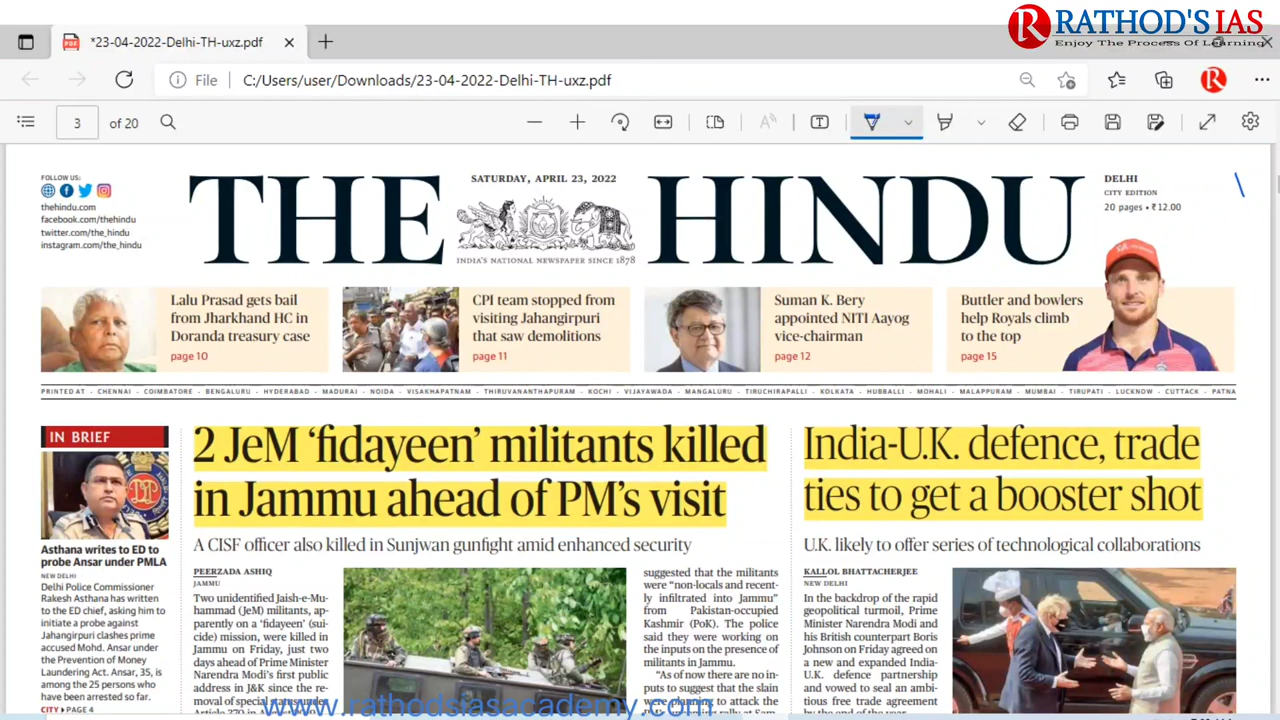 RATHOD'S IAS
Enjoy The Process Of Learning
*23-04-2022-Delhi-TH-uxz.pdf
File
C:/Users/user/Downloads/23-04-2022-Delhi-TH-uxz.pdf
3 of 20
FOLLOW US:
thehindu.com
facebook.com/thehindu
twitter.com/the_hindu
instagram.com/the_hindu
THE HINDU
SATURDAY, APRIL 23, 2022
INDIA'S NATIONAL NEWSPAPER SINCE 1878
DELHI
CITY EDITION
20 pages • ₹12.00
Lalu Prasad gets bail
from Jharkhand HC in
Doranda treasury case
page 10
CPI team stopped from
visiting Jahangirpuri
that saw demolitions
page 11
Suman K. Bery
appointed NITI Aayog
vice-chairman
page 12
Buttler and bowlers
help Royals climb
to the top
page 15
PRINTED AT - CHENNAI - COIMBATORE - BENGALURU - HYDERABAD - MADURAI - NOIDA - VISAKHAPATNAM - THIRUVANANTHAPURAM - KOCHI - VIJAYAWADA - MANGALURU - TIRUCHIRAPALLI - KOLKATA - HUBBALLI - MOHALI - MALAPPURAM - MUMBAI - TIRUPATI - LUCKNOW - CUTTACK - PATNA
IN BRIEF
Asthana writes to ED to
probe Ansar under PMLA
NEW DELHI
Delhi Police Commissioner
Rakesh Asthana has written
to the ED chief, asking him to
initiate a probe against
Jahangirpuri clashes prime
accused Mohd. Ansar under
the Prevention of Money
Laundering Act. Ansar, 35, is
among the 25 persons who
have been arrested so far.
CITY PAGE 4
2 JeM ‘fidayeen’ militants killed
in Jammu ahead of PM’s visit
A CISF officer also killed in Sunjwan gunfight amid enhanced security
PEERZADA ASHIQ
JAMMU
Two unidentified Jaish-e-Mu-
hammad (JeM) militants, ap-
parently on a ‘fidayeen’ (sui-
cide) mission, were killed in
Jammu on Friday, just two
days ahead of Prime Minister
Narendra Modi’s first public
address in J&K since the re-
moval of special status under
suggested that the militants
were “non-locals and recent-
ly infiltrated into Jammu”
from Pakistan-occupied
Kashmir (PoK). The police
said they were working on
the inputs on the presence of
militants in Jammu.
“As of now there are no in-
puts to suggest that the slain
were planning to attack the
India-U.K. defence, trade
ties to get a booster shot
U.K. likely to offer series of technological collaborations
KALLOL BHATTACHERJEE
NEW DELHI
In the backdrop of the rapid
geopolitical turmoil, Prime
Minister Narendra Modi and
his British counterpart Boris
Johnson on Friday agreed on
a new and expanded India-
U.K. defence partnership
and vowed to seal an ambi-
tious free trade agreement
by the end of the year.
www.rathodsiasacademy.com